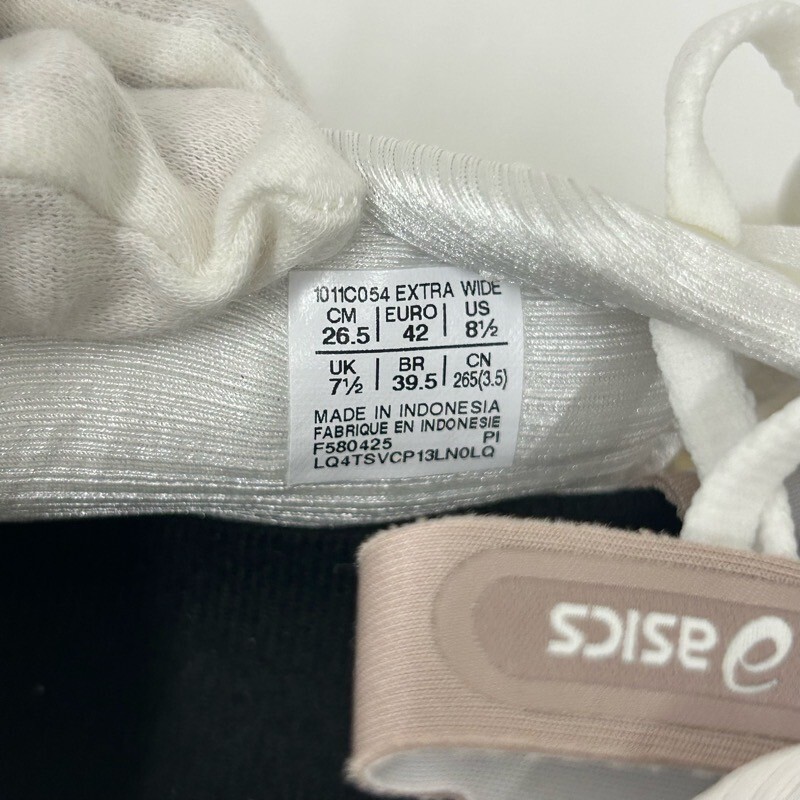 1011C054 EXTRA WIDE
CM EURO US
26.5 42 8½
UK BR CN
7½ 39.5 265(3.5)
MADE IN INDONESIA
FABRIQUE EN INDONESIE
F580425 PI
LQ4TSVCP13LN0LQ
asics